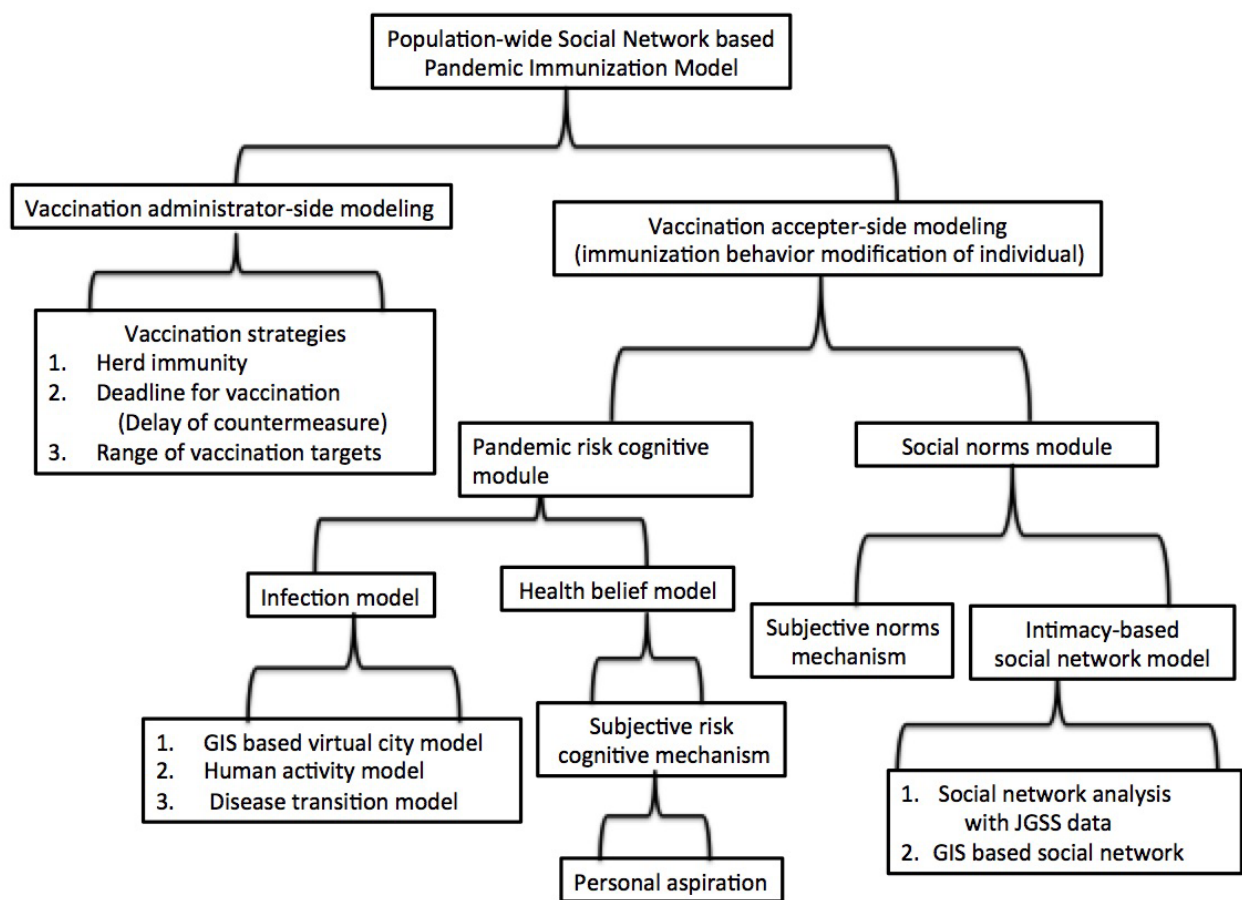 Population-wide Social Network based
Pandemic Immunization Model
Vaccination administrator-side modeling
Vaccination accepter-side modeling
(immunization behavior modification of individual)
Vaccination strategies
1. Herd immunity
2. Deadline for vaccination
(Delay of countermeasure)
3. Range of vaccination targets
Pandemic risk cognitive
module
Social norms module
Infection model
Health belief model
Subjective norms
mechanism
Intimacy-based
social network model
1. GIS based virtual city model
2. Human activity model
3. Disease transition model
Subjective risk
cognitive mechanism
1. Social network analysis
with JGSS data
2. GIS based social network
Personal aspiration